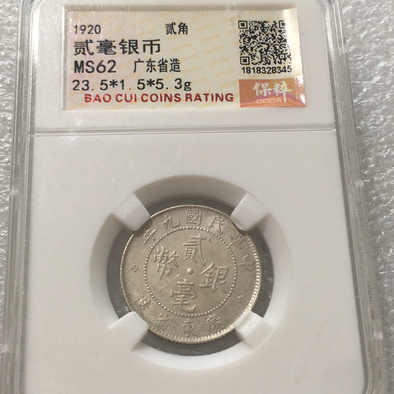 1920 贰角
贰毫银币
MS62 广东省造
23.5*1.5*5.3g
BAO CUI COINS RATING
1818328345
保粹
中華民國九年
貳毫銀幣
廣東省造